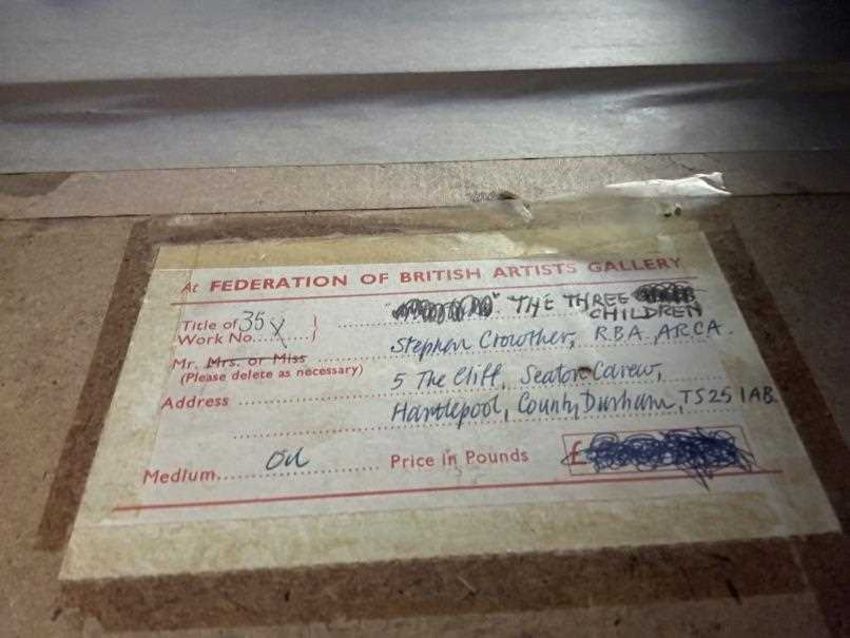 At FEDERATION OF BRITISH ARTISTS GALLERY
Title of 35 } " THE THREE
Work No. CHILDREN
Mr. Mrs. or Miss Stephen Crowther, RBA, ARCA.
(Please delete as necessary) 5 The Cliff, Seaton Carew,
Address Hartlepool, County Durham, TS25 1AB.
Medium Oil Price in Pounds £